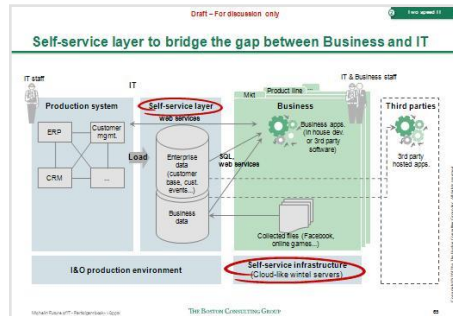 Draft – For discussion only
Two speed IT
Self-service layer to bridge the gap between Business and IT
IT staff
IT
IT & Business staff
Product line
Mkt
Production system
Self-service layer
Business
Third parties
web services
ERP
Customer
mgmt.
CRM
...
Load
Enterprise
data
(customer
base, cust.
events...)
Business
data
SQL,
web services
Business apps.
(in house dev.
or 3rd party
software)
3rd party
hosted apps.
Collected files (Facebook,
online games...)
I&O production environment
Self-service infrastructure
(Cloud-like wintel servers)
THE BOSTON CONSULTING GROUP